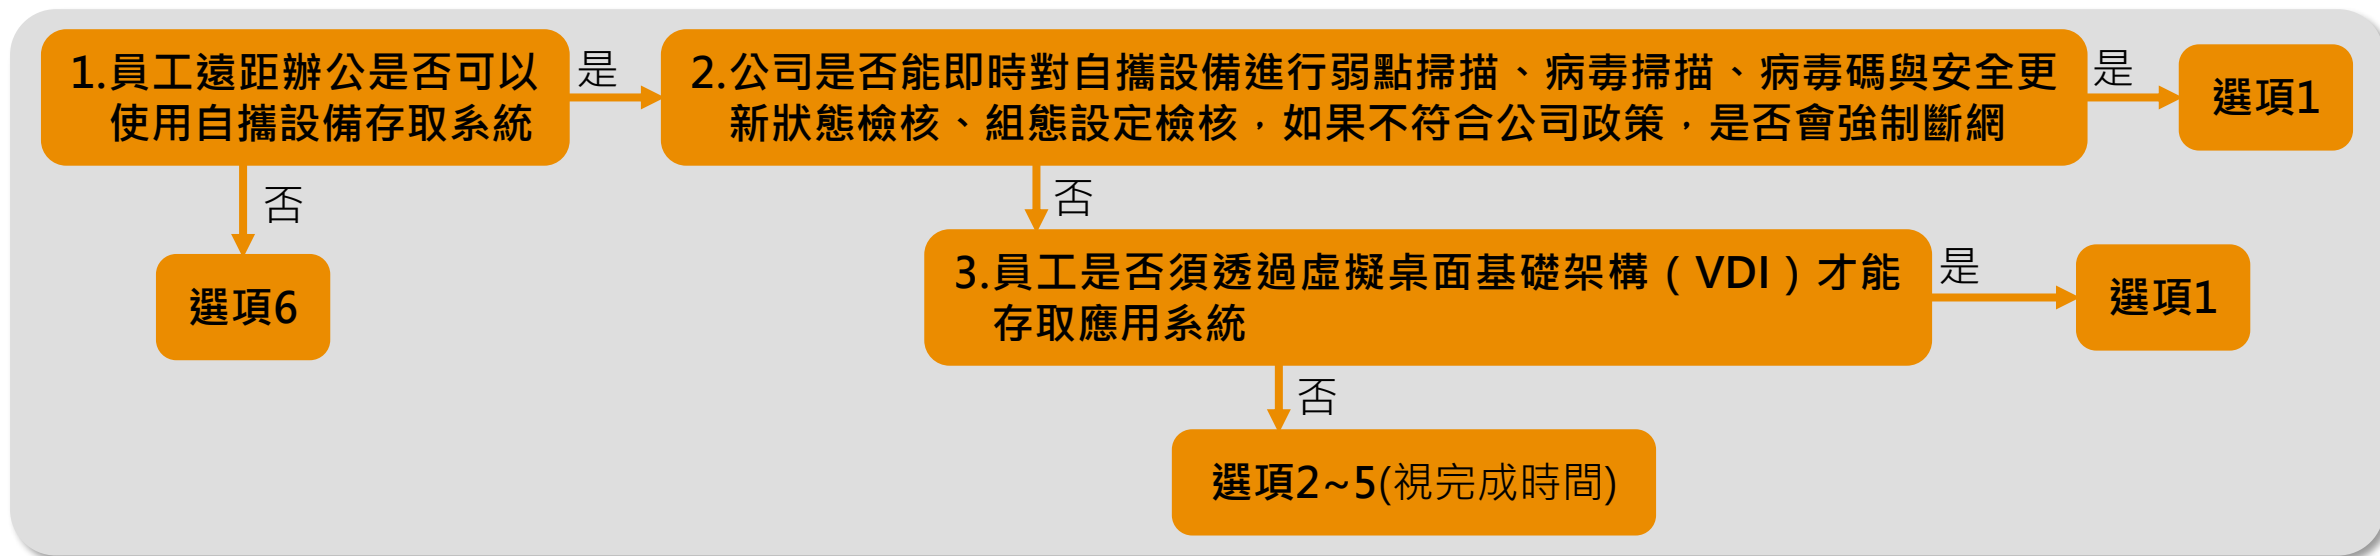 1.員工遠距辦公是否可以
使用自攜設備存取系統
是
2.公司是否能即時對自攜設備進行弱點掃描、病毒掃描、病毒碼與安全更
新狀態檢核、組態設定檢核，如果不符合公司政策，是否會強制斷網
是
選項1
否
選項6
否
3.員工是否須透過虛擬桌面基礎架構（VDI）才能
存取應用系統
是
選項1
否
選項2~5(視完成時間)